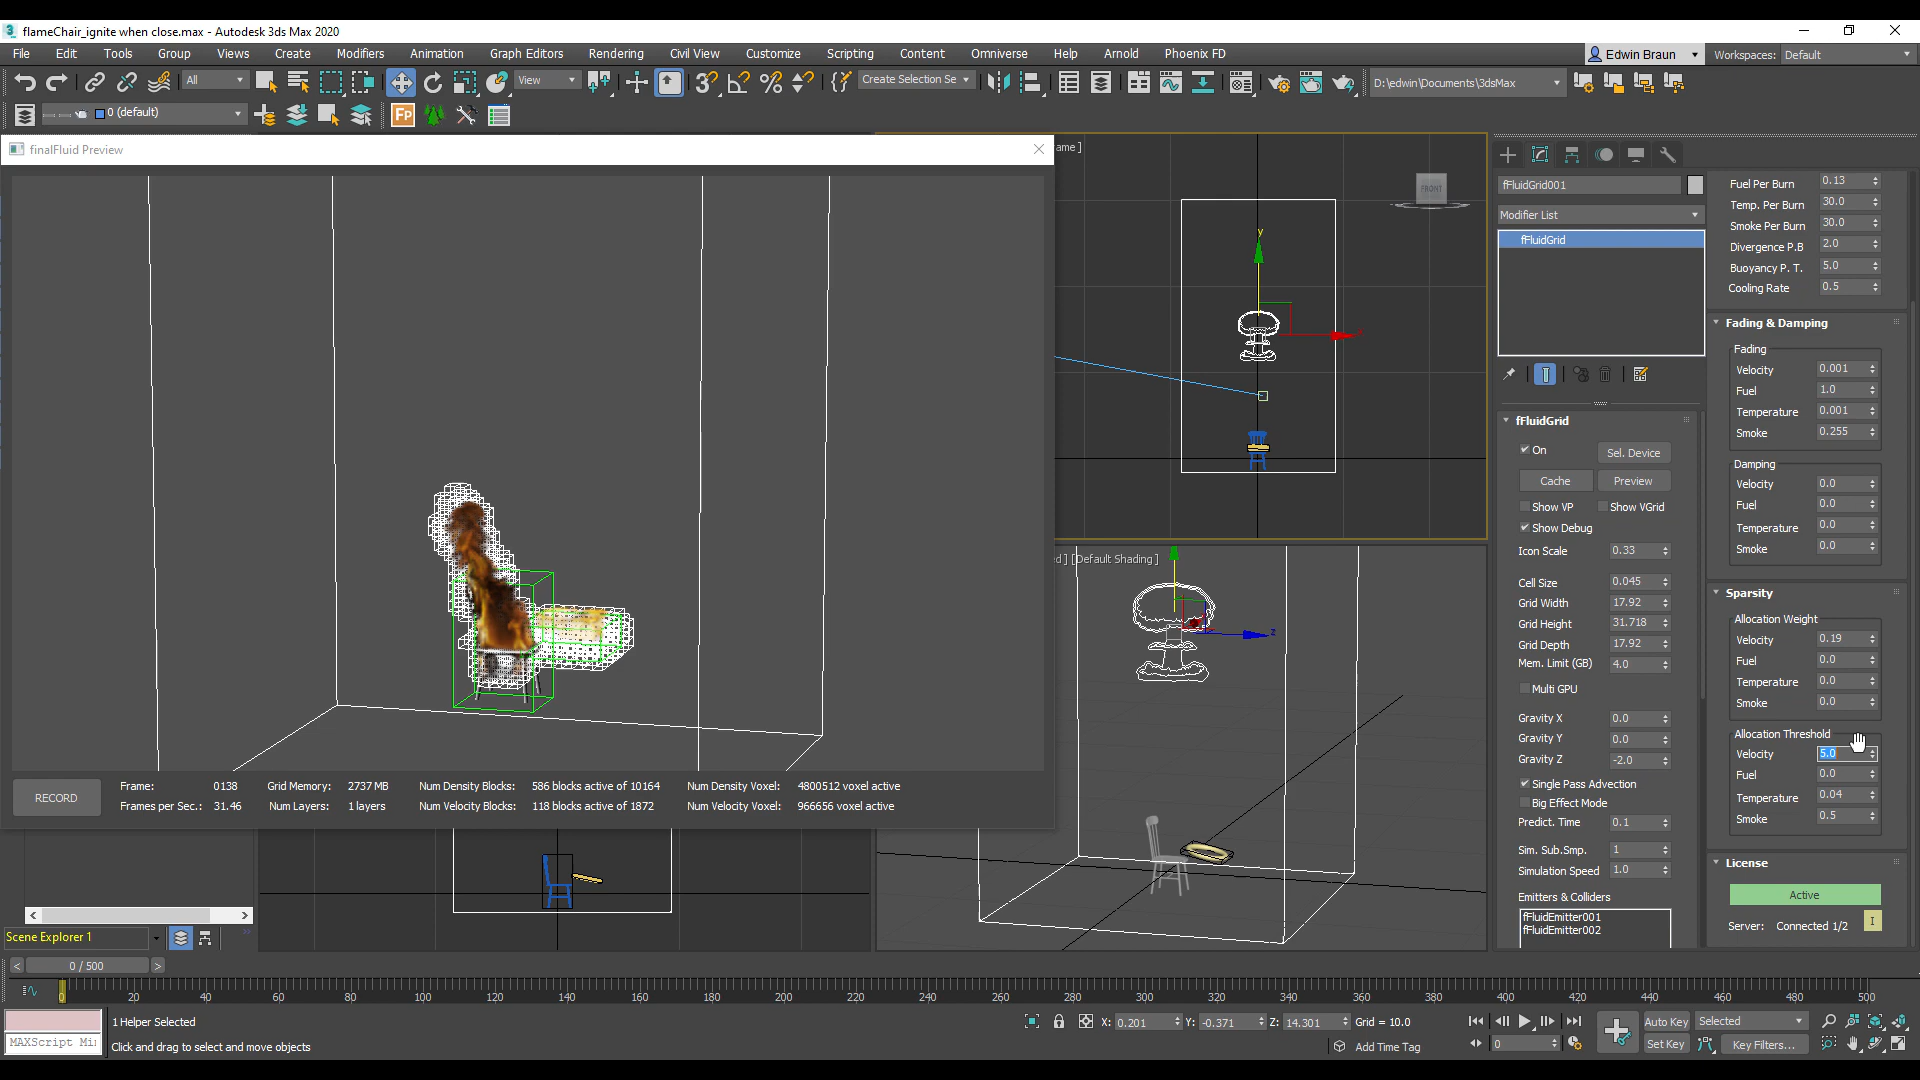 flameChair_ignite when close.max - Autodesk 3ds Max 2020
File Edit Tools Group Views Create Modifiers Animation Graph Editors Rendering Civil View Customize Scripting Content Omniverse Help Arnold Phoenix FD
Edwin Braun Workspaces: Default
All View Create Selection Se D:\edwin\Documents\3dsMax
0 (default) Fp
finalFluid Preview
ame ]
FRONT
y
x
ed ] [Default Shading ]
z
RECORD
Frame: 0138 Grid Memory: 2737 MB Num Density Blocks: 586 blocks active of 10164 Num Density Voxel: 4800512 voxel active
Frames per Sec.: 31.46 Num Layers: 1 layers Num Velocity Blocks: 118 blocks active of 1872 Num Velocity Voxel: 966656 voxel active
fFluidGrid001
Modifier List
fFluidGrid
fFluidGrid
On Sel. Device
Cache Preview
Show VP Show VGrid
Show Debug
Icon Scale 0.33
Cell Size 0.045
Grid Width 17.92
Grid Height 31.718
Grid Depth 17.92
Mem. Limit (GB) 4.0
Multi GPU
Gravity X 0.0
Gravity Y 0.0
Gravity Z -2.0
Single Pass Advection
Big Effect Mode
Predict. Time 0.1
Sim. Sub.Smp. 1
Simulation Speed 1.0
Emitters & Colliders
fFluidEmitter001
fFluidEmitter002
Fuel Per Burn 0.13
Temp. Per Burn 30.0
Smoke Per Burn 30.0
Divergence P.B 2.0
Buoyancy P. T. 5.0
Cooling Rate 0.5
Fading & Damping
Fading
Velocity 0.001
Fuel 1.0
Temperature 0.001
Smoke 0.255
Damping
Velocity 0.0
Fuel 0.0
Temperature 0.0
Smoke 0.0
Sparsity
Allocation Weight
Velocity 0.19
Fuel 0.0
Temperature 0.0
Smoke 0.0
Allocation Threshold
Velocity 5.0
Fuel 0.0
Temperature 0.04
Smoke 0.5
License
Active
Server: Connected 1/2 I
Scene Explorer 1
0 / 500
0 20 40 60 80 100 120 140 160 180 200 220 240 260 280 300 320 340 360 380 400 420 440 460 480 500
1 Helper Selected X: 0.201 Y: -0.371 Z: 14.301 Grid = 10.0 Auto Key Selected
MAXScript Mi Click and drag to select and move objects Add Time Tag 0 Set Key Key Filters...